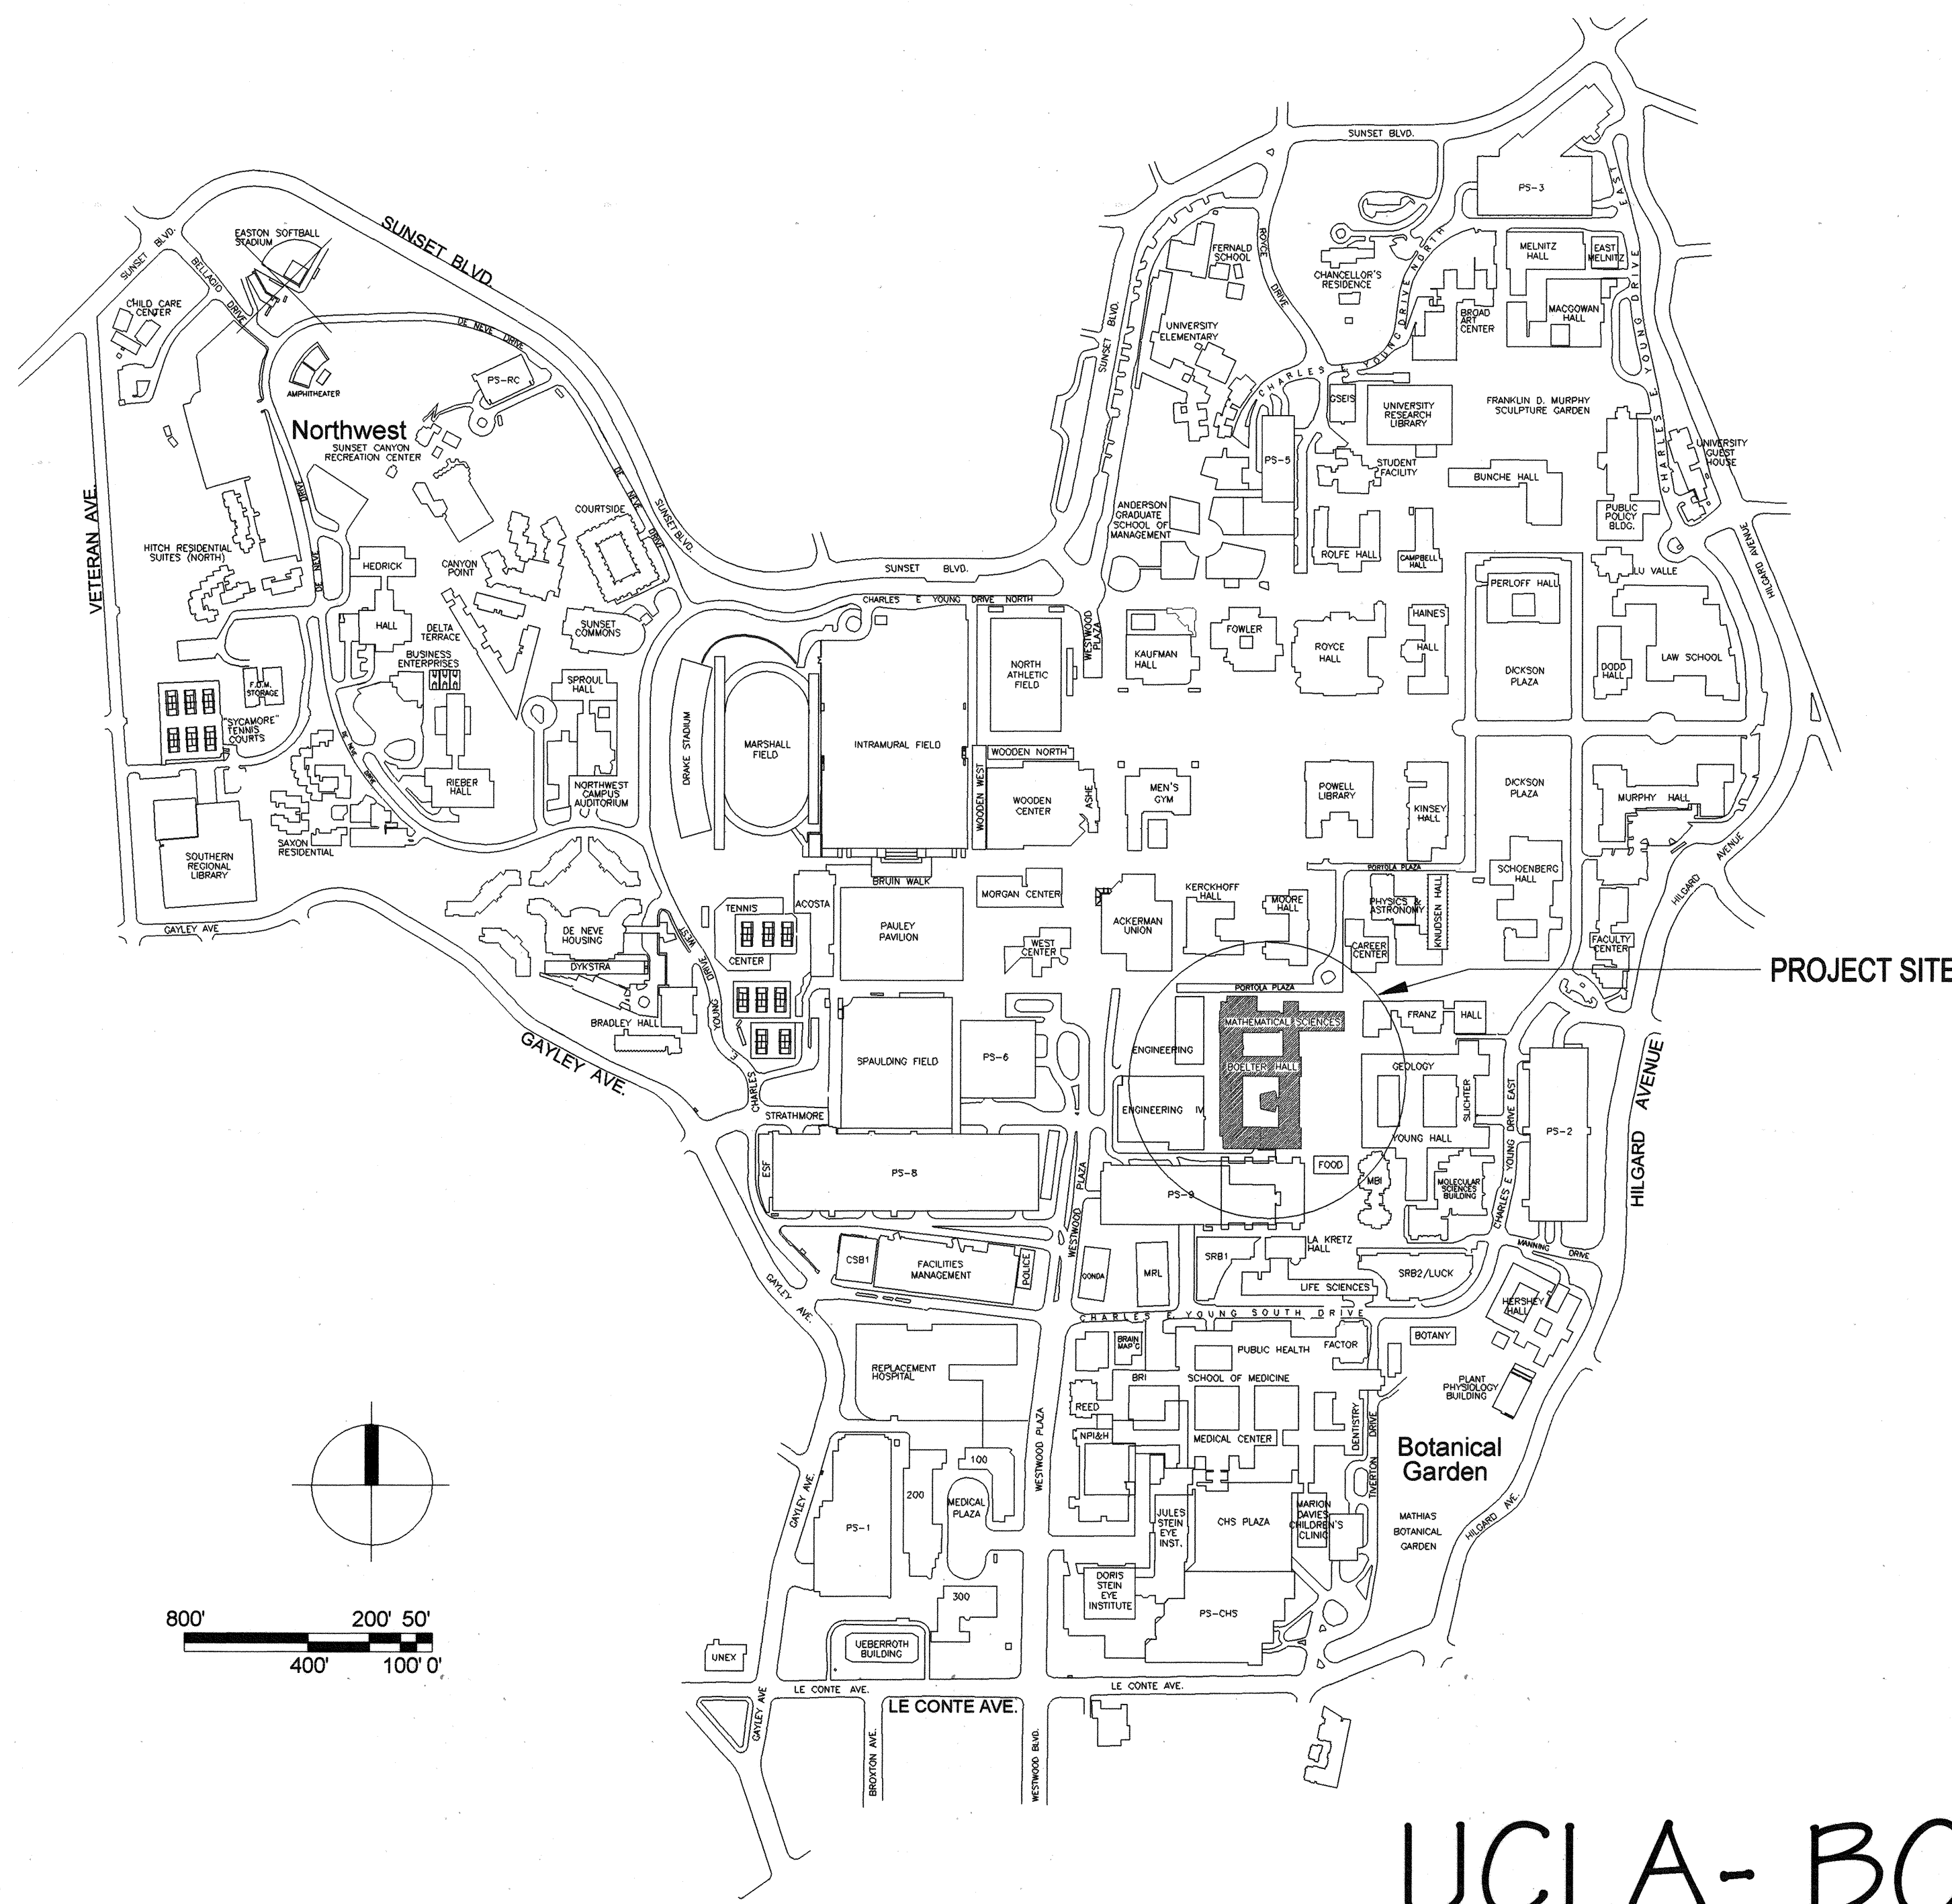 SUNSET BLVD.
PS-3
EAST
EASTON SOFTBALL
STADIUM
SUNSET BLVD.
SUNSET BLVD.
BELLAGIO
DRIVE
CHILD CARE
CENTER
DE NEVE DRIVE
AMPHITHEATER
PS-RC
Northwest
SUNSET CANYON
RECREATION CENTER
FERNALD
SCHOOL
ROYCE
DRIVE
CHANCELLOR'S
RESIDENCE
MELNITZ
HALL
EAST
MELNITZ
MACGOWAN
HALL
BROAD
ART
CENTER
UNIVERSITY
ELEMENTARY
SUNSET BLVD.
CHARLES E YOUNG DRIVE NORTH
CHARLES E. YOUNG DRIVE
GSEIS
UNIVERSITY
RESEARCH
LIBRARY
FRANKLIN D. MURPHY
SCULPTURE GARDEN
UNIVERSITY
GUEST
HOUSE
PS-5
STUDENT
FACILITY
BUNCHE HALL
PUBLIC
POLICY
BLDG.
ANDERSON
GRADUATE
SCHOOL OF
MANAGEMENT
ROLFE HALL
CAMPBELL
HALL
HILGARD AVENUE
VETERAN AVE.
DRIVE
DE NEVE
DE NEVE DRIVE
SUNSET BLVD.
COURTSIDE
HITCH RESIDENTIAL
SUITES (NORTH)
HEDRICK
HALL
CANYON
POINT
SUNSET BLVD.
PERLOFF HALL
LU VALLE
CHARLES E YOUNG DRIVE NORTH
DELTA
TERRACE
SUNSET
COMMONS
BUSINESS
ENTERPRISES
WESTWOOD
PLAZA
KAUFMAN
HALL
FOWLER
ROYCE
HALL
HAINES
HALL
DICKSON
PLAZA
DODD
HALL
LAW SCHOOL
F.D.M.
STORAGE
SPROUL
HALL
NORTH
ATHLETIC
FIELD
"SYCAMORE"
TENNIS
COURTS
DE NEVE DRIVE
DRAKE STADIUM
MARSHALL
FIELD
INTRAMURAL FIELD
WOODEN NORTH
WOODEN WEST
WOODEN
CENTER
ASHE
MEN'S
GYM
POWELL
LIBRARY
KINSEY
HALL
DICKSON
PLAZA
MURPHY HALL
RIEBER
HALL
NORTHWEST
CAMPUS
AUDITORIUM
SAXON
RESIDENTIAL
SOUTHERN
REGIONAL
LIBRARY
BRUIN WALK
PORTOLA PLAZA
SCHOENBERG
HALL
HILGARD
AVENUE
GAYLEY AVE
TENNIS
CENTER
ACOSTA
PAULEY
PAVILION
MORGAN CENTER
WEST
CENTER
ACKERMAN
UNION
KERCKHOFF
HALL
MOORE
HALL
PHYSICS &
ASTRONOMY
KNUDSEN HALL
CAREER
CENTER
FACULTY
CENTER
DE NEVE
HOUSING
DYKSTRA
BRADLEY HALL
CHARLES E YOUNG DRIVE WEST
PROJECT SITE
PORTOLA PLAZA
MATHEMATICAL SCIENCES
FRANZ HALL
ENGINEERING
BOELTER HALL
GEOLOGY
SLICHTER
ENGINEERING IV
YOUNG HALL
GAYLEY AVE.
SPAULDING FIELD
PS-6
STRATHMORE
PS-2
CHARLES E YOUNG DRIVE EAST
HILGARD AVENUE
ESF
PS-8
WESTWOOD PLAZA
PS-9
FOOD
MBI
MOLECULAR
SCIENCES
BUILDING
MANNING DRIVE
CSB1
FACILITIES
MANAGEMENT
POLICE
GONDA
MRL
SRB1
LA KRETZ
HALL
LIFE SCIENCES
SRB2/LUCK
HERSHEY
HALL
GAYLEY AVE.
CHARLES E. YOUNG SOUTH DRIVE
BRAIN
MAP'G
PUBLIC HEALTH
FACTOR
BOTANY
REPLACEMENT
HOSPITAL
BRI
SCHOOL OF MEDICINE
PLANT
PHYSIOLOGY
BUILDING
REED
NPI&H
MEDICAL CENTER
DENTISTRY
TIVERTON DRIVE
Botanical
Garden
WESTWOOD PLAZA
GAYLEY AVE.
PS-1
200
100
MEDICAL
PLAZA
JULES
STEIN
EYE
INST.
CHS PLAZA
MARION
DAVIES
CHILDREN'S
CLINIC
MATHIAS
BOTANICAL
GARDEN
HILGARD AVE.
DORIS
STEIN
EYE
INSTITUTE
PS-CHS
300
UEBERROTH
BUILDING
UNEX
800' 200' 50'
400' 100' 0'
LE CONTE AVE.
LE CONTE AVE.
LE CONTE AVE.
GAYLEY AVE
BROXTON AVE.
WESTWOOD BLVD.
UCLA- BO